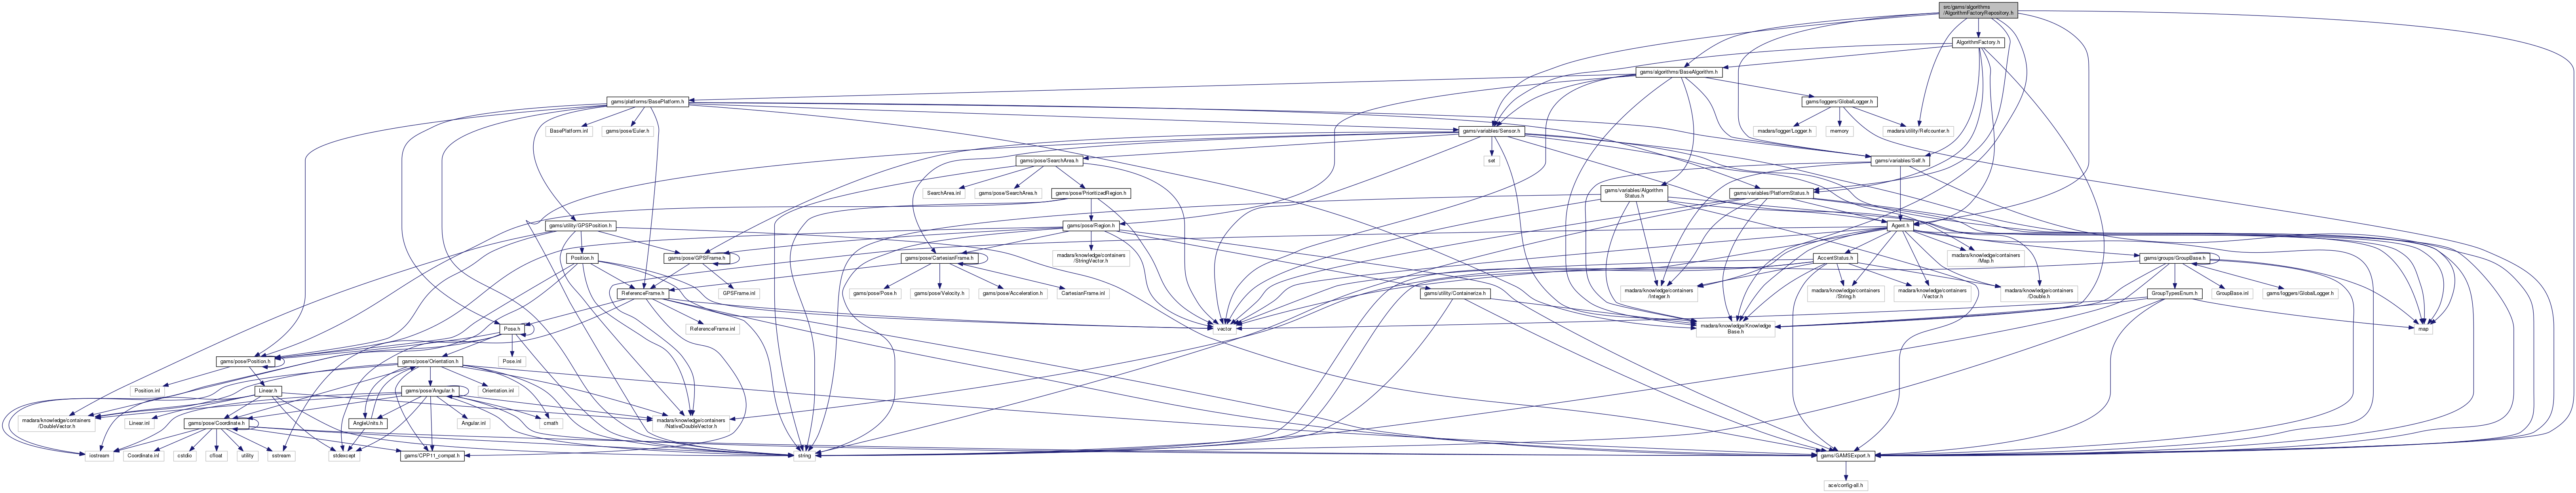 src/gams/algorithms
/AlgorithmFactoryRepository.h
AlgorithmFactory.h
gams/algorithms/BaseAlgorithm.h
gams/platforms/BasePlatform.h
gams/loggers/GlobalLogger.h
BasePlatform.inl
gams/pose/Euler.h
gams/variables/Sensor.h
madara/logger/Logger.h
memory
madara/utility/Refcounter.h
gams/pose/SearchArea.h
set
gams/variables/Self.h
SearchArea.inl
gams/pose/SearchArea.h
gams/pose/PrioritizedRegion.h
gams/variables/Algorithm
Status.h
gams/variables/PlatformStatus.h
gams/utility/GPSPosition.h
gams/pose/Region.h
Agent.h
Position.h
gams/pose/GPSFrame.h
madara/knowledge/containers
/StringVector.h
gams/pose/CartesianFrame.h
AccentStatus.h
madara/knowledge/containers
/Map.h
gams/groups/GroupBase.h
ReferenceFrame.h
GPSFrame.inl
gams/pose/Pose.h
gams/pose/Velocity.h
gams/pose/Acceleration.h
CartesianFrame.inl
gams/utility/Containerize.h
madara/knowledge/containers
/Integer.h
madara/knowledge/containers
/String.h
madara/knowledge/containers
/Vector.h
madara/knowledge/containers
/Double.h
GroupTypesEnum.h
GroupBase.inl
gams/loggers/GlobalLogger.h
Pose.h
ReferenceFrame.inl
vector
madara/knowledge/Knowledge
Base.h
map
gams/pose/Position.h
gams/pose/Orientation.h
Pose.inl
Position.inl
Linear.h
gams/pose/Angular.h
Orientation.inl
madara/knowledge/containers
/DoubleVector.h
Linear.inl
gams/pose/Coordinate.h
AngleUnits.h
Angular.inl
cmath
madara/knowledge/containers
/NativeDoubleVector.h
iostream
Coordinate.inl
cstdio
cfloat
utility
sstream
stdexcept
gams/CPP11_compat.h
string
gams/GAMSExport.h
ace/config-all.h